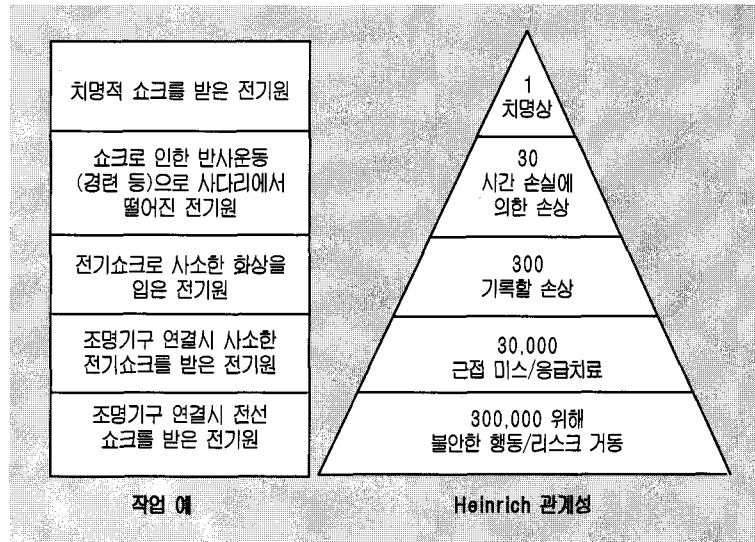 치명적 쇼크를 받은 전기원
쇼크로 인한 반사운동
(경련 등)으로 사다리에서
떨어진 전기원
전기쇼크로 사소한 화상을
입은 전기원
조명기구 연결시 사소한
전기쇼크를 받은 전기원
조명기구 연결시 전선
쇼크를 받은 전기원
작업 예
1
치명상
30
시간 손실에
의한 손상
300
기록할 손상
30,000
근접 미스/응급치료
300,000 위해
불안한 행동/리스크 거동
Heinrich 관계성